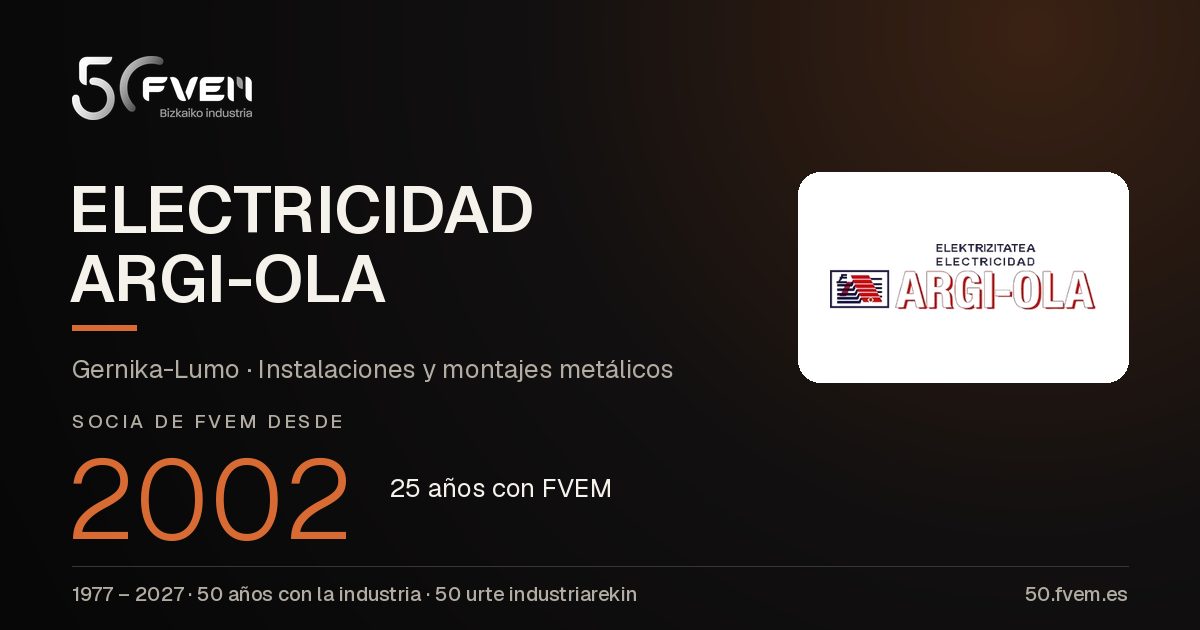 50 FVEM
Bizkaiko industria
ELECTRICIDAD
ARGI-OLA
ELEKTRIZITATEA
ELECTRICIDAD
ARGI-OLA
Gernika-Lumo · Instalaciones y montajes metálicos
SOCIA DE FVEM DESDE
2002
25 años con FVEM
1977 – 2027 · 50 años con la industria · 50 urte industriarekin
50.fvem.es